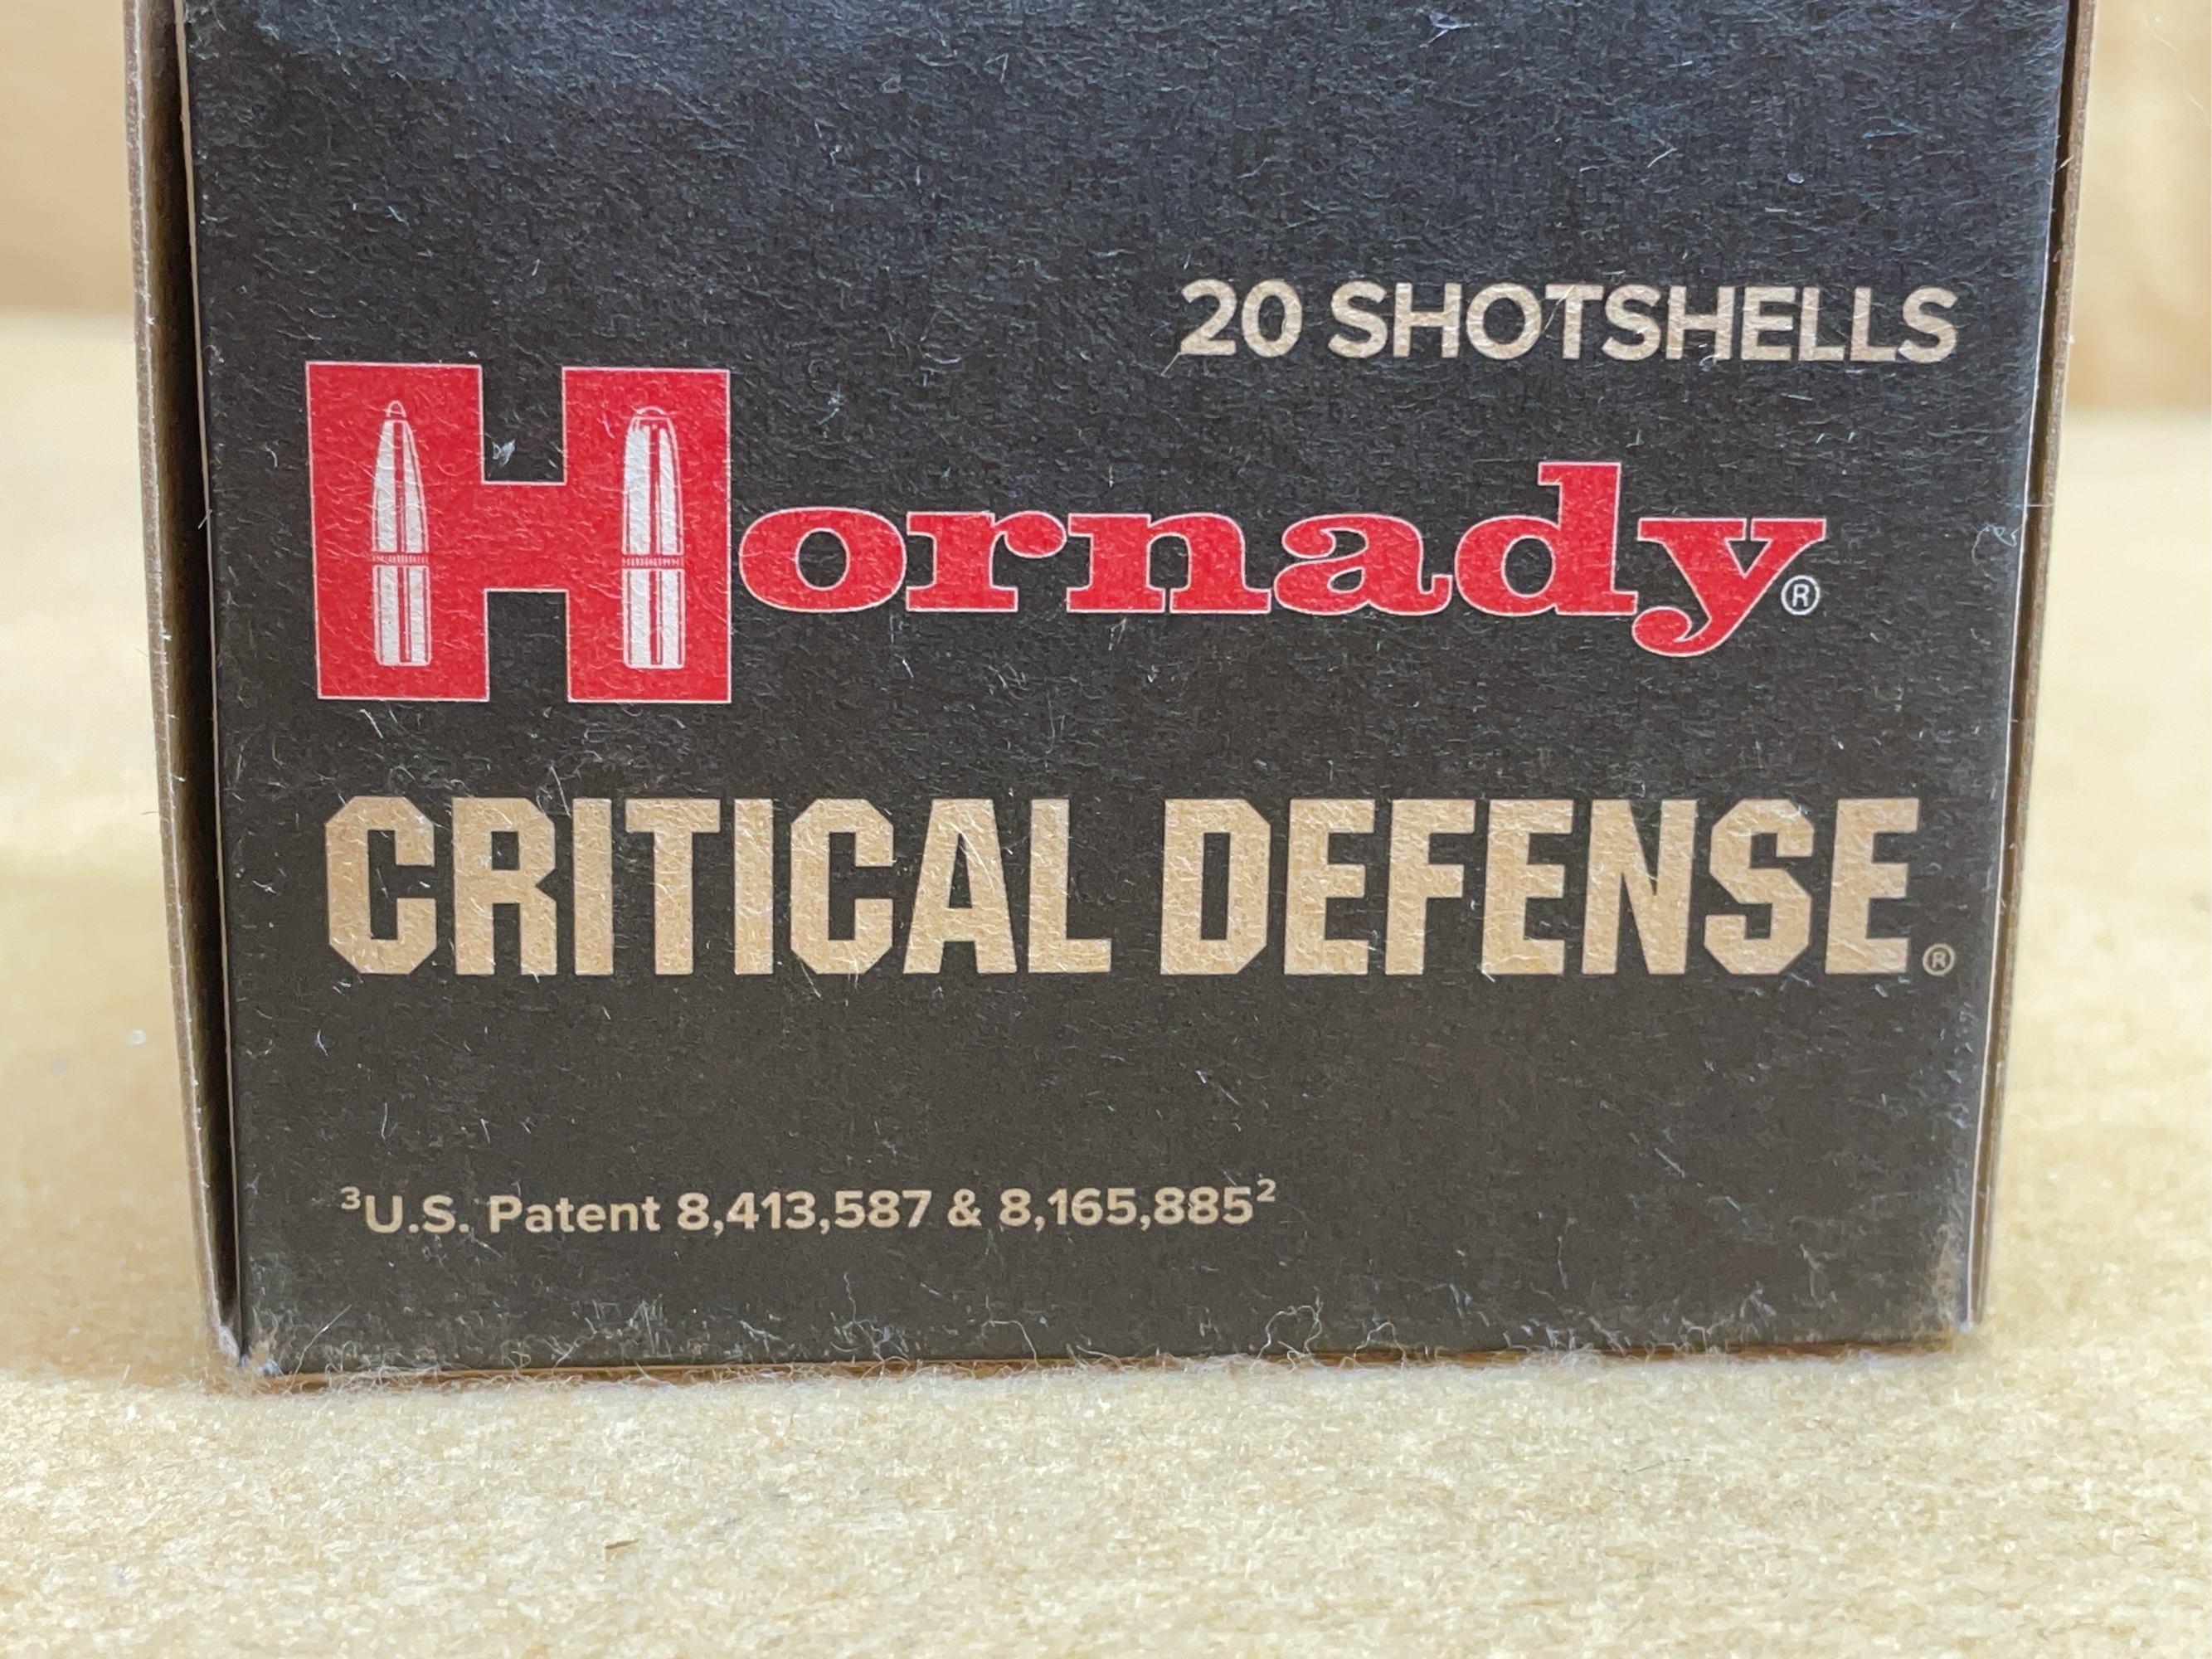 20 SHOTSHELLS
Hornady®
CRITICAL DEFENSE®
³U.S. Patent 8,413,587 & 8,165,885²